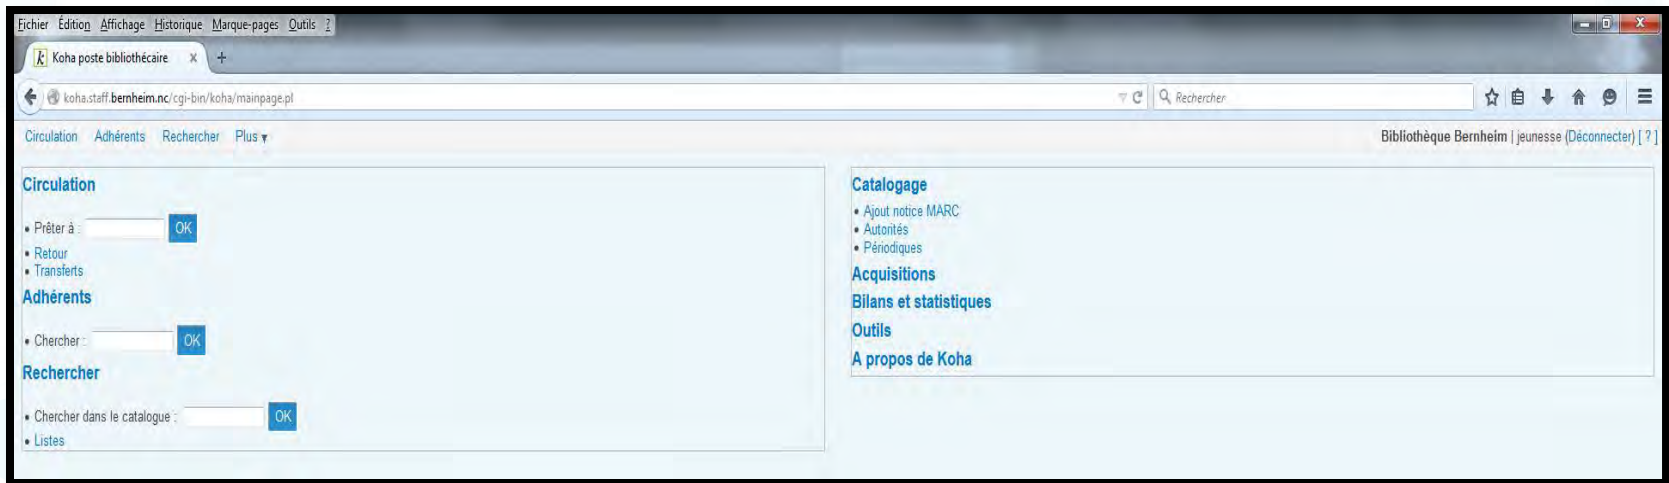 Fichier Édition Affichage Historique Marque-pages Outils ?
k Koha poste bibliothécaire x +
koha.staff.bernheim.nc/cgi-bin/koha/mainpage.pl Rechercher
Circulation Adhérents Rechercher Plus ▾ Bibliothèque Bernheim | jeunesse (Déconnecter) [ ? ]
Circulation
• Prêter à : OK
• Retour
• Transferts
Adhérents
• Chercher : OK
Rechercher
• Chercher dans le catalogue : OK
• Listes
Catalogage
• Ajout notice MARC
• Autorités
• Périodiques
Acquisitions
Bilans et statistiques
Outils
A propos de Koha